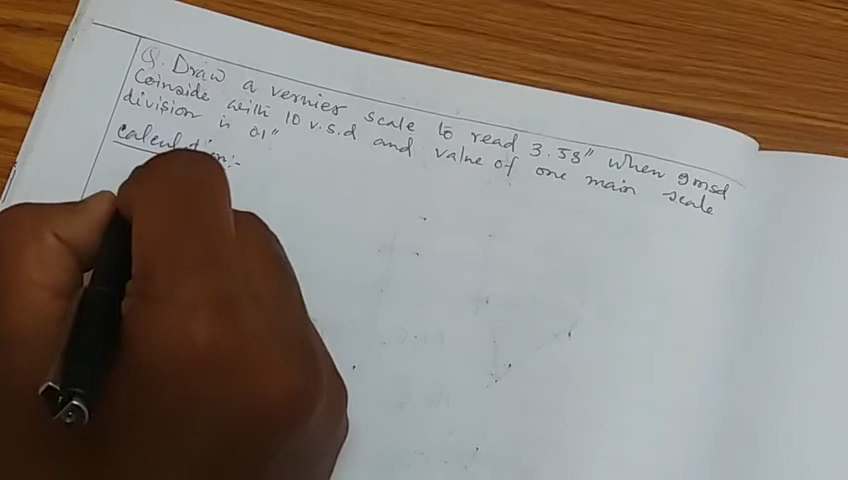 Q. Draw a vernier scale to read 3.58" when 9msd
Coinside with 10 v.s.d and value of one main scale
division is 0.1"
calculation:-